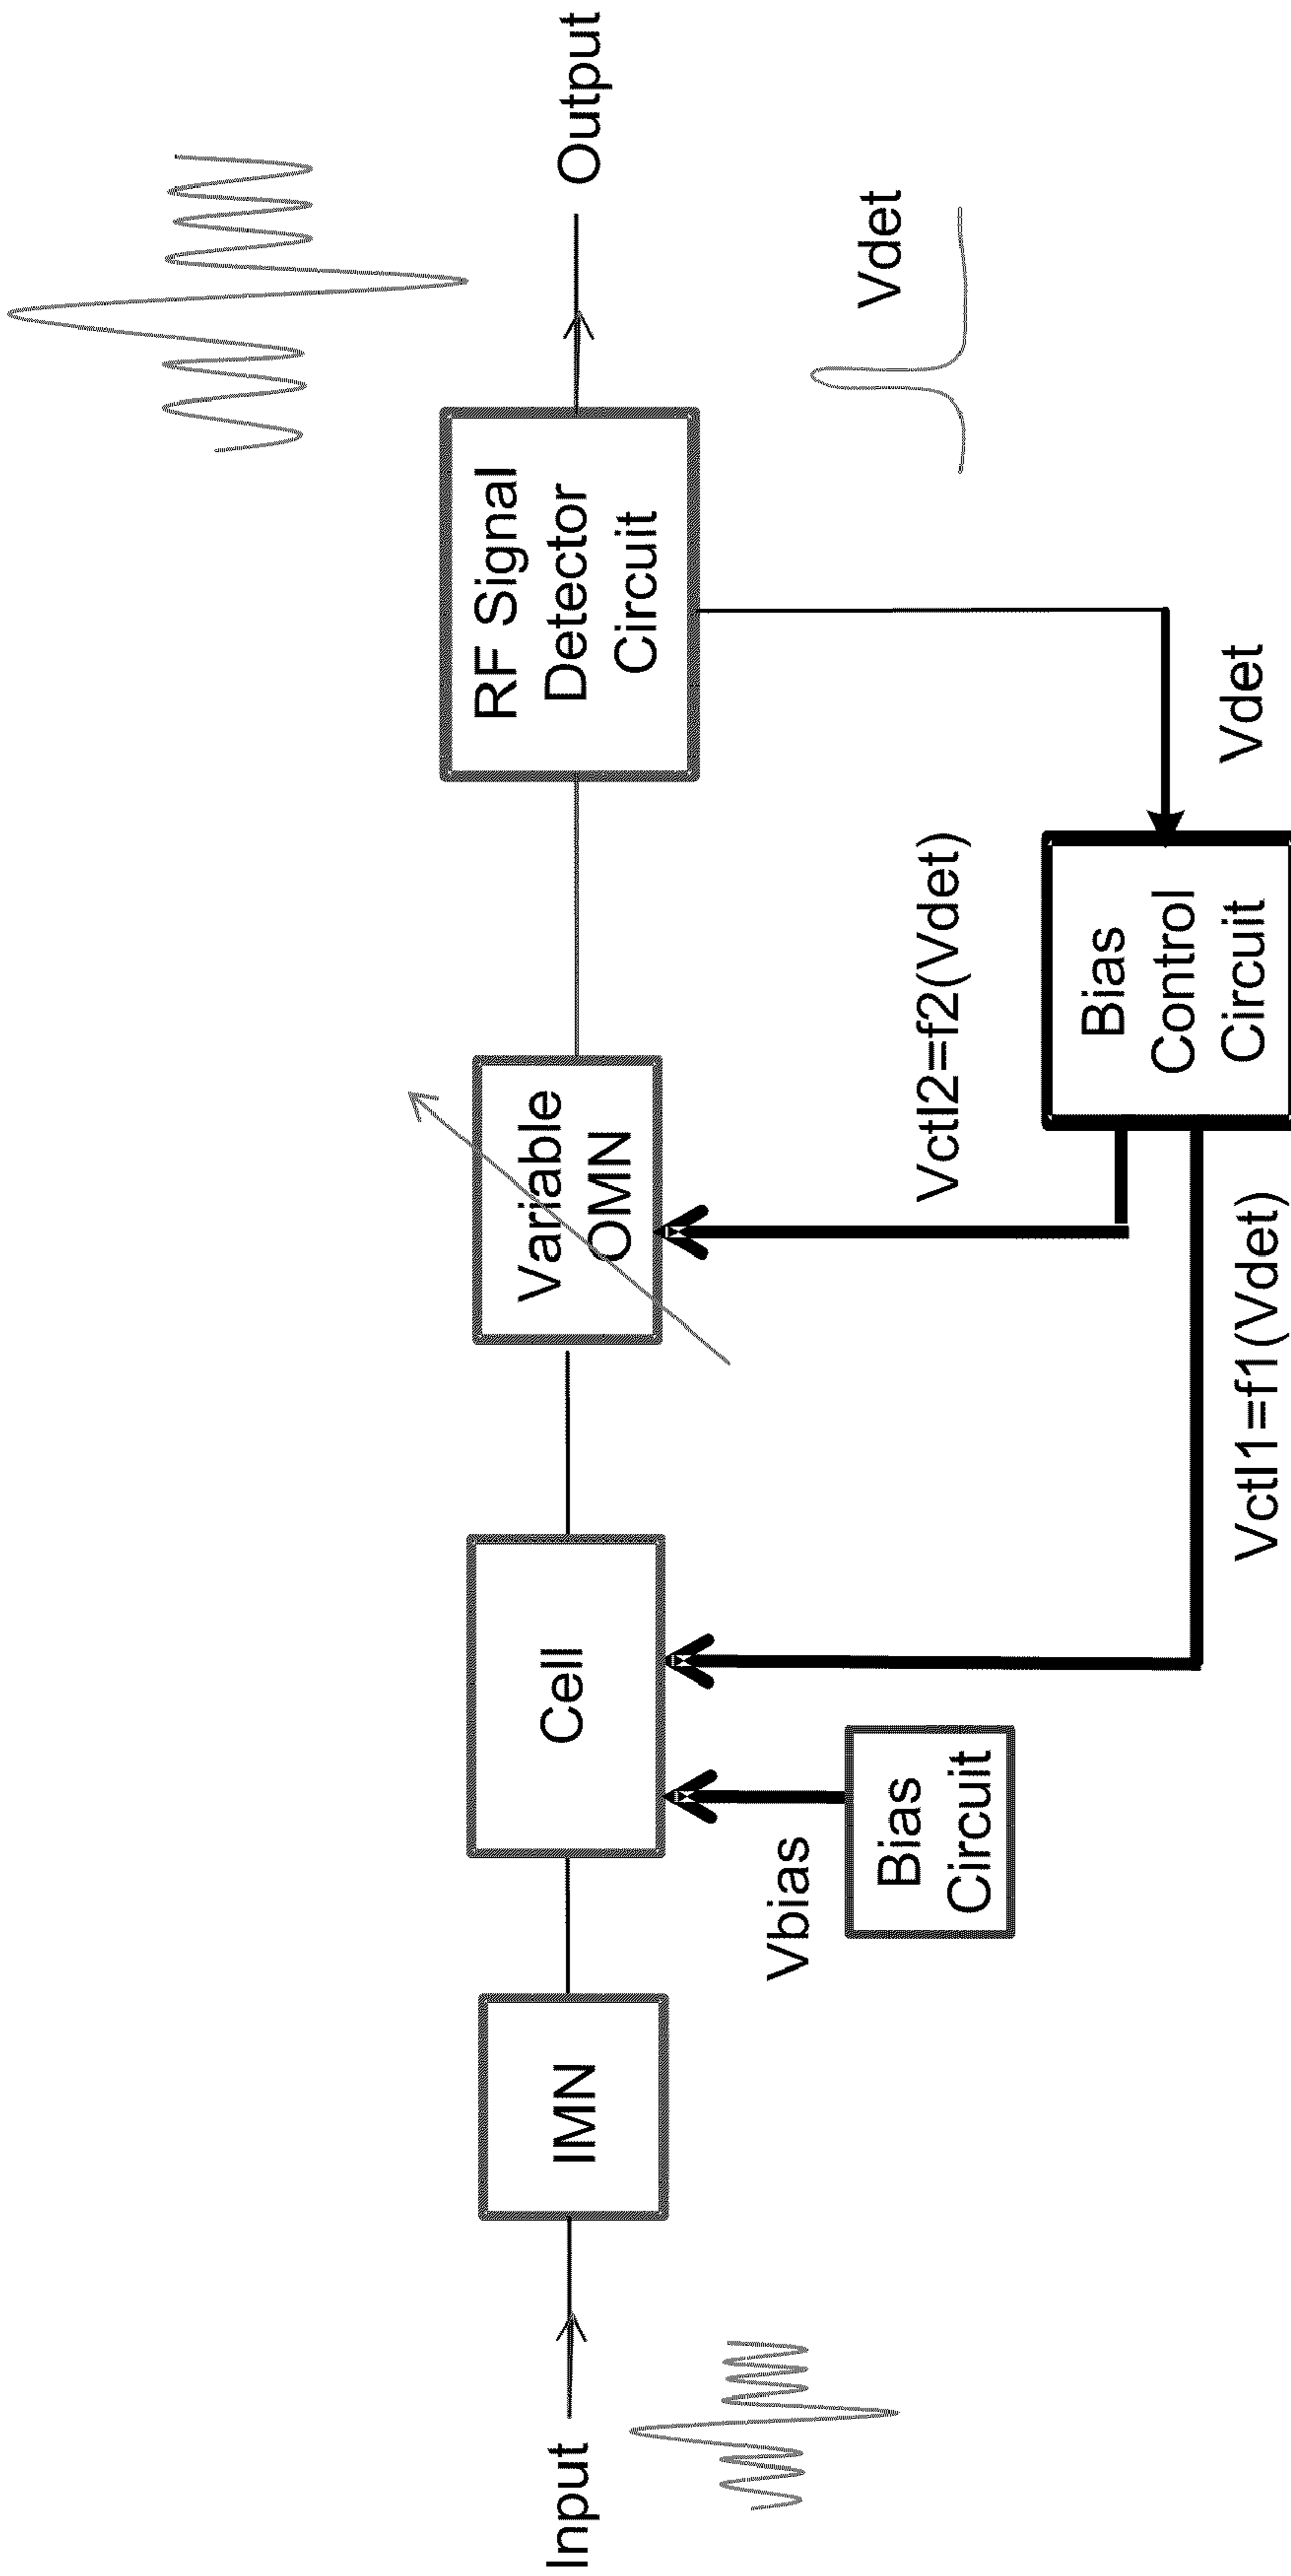 Input
IMN
Cell
Variable
OMN
RF Signal
Detector
Circuit
Output
Vbias
Bias
Circuit
Vctl1=f1(Vdet)
Vctl2=f2(Vdet)
Bias
Control
Circuit
Vdet
Vdet